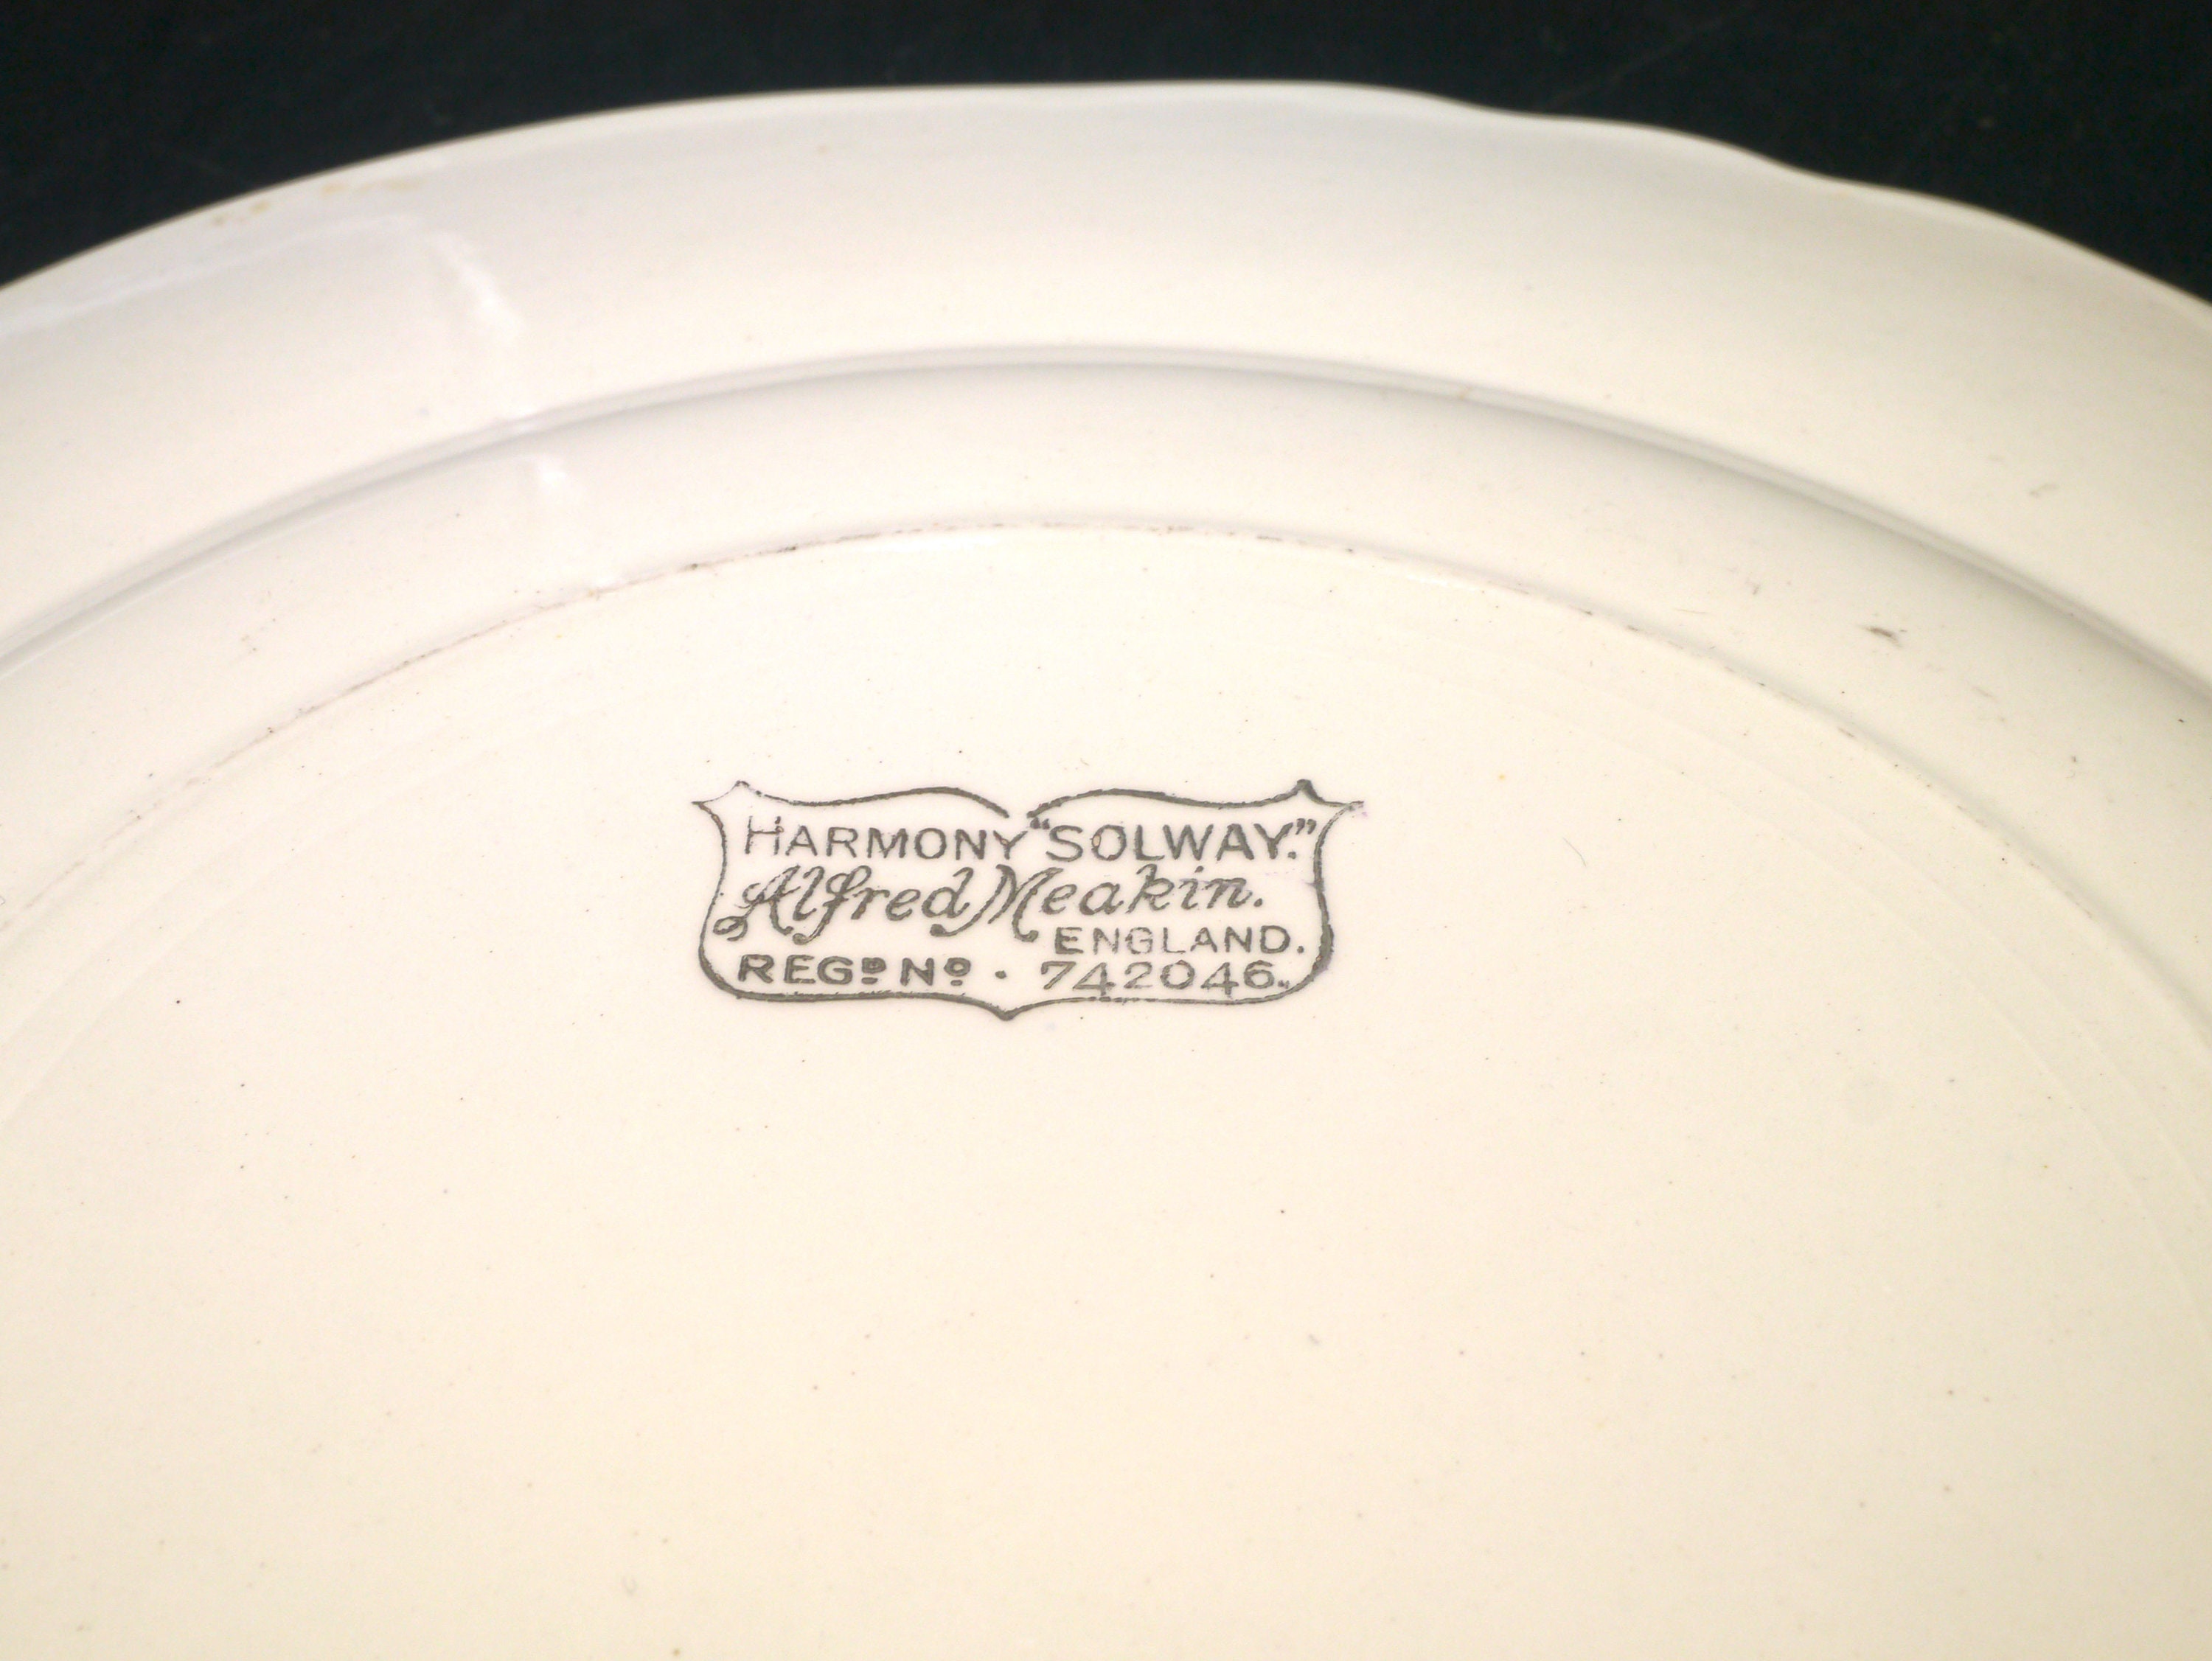 HARMONY "SOLWAY."
Alfred Meakin.
ENGLAND.
REGD No · 742046.